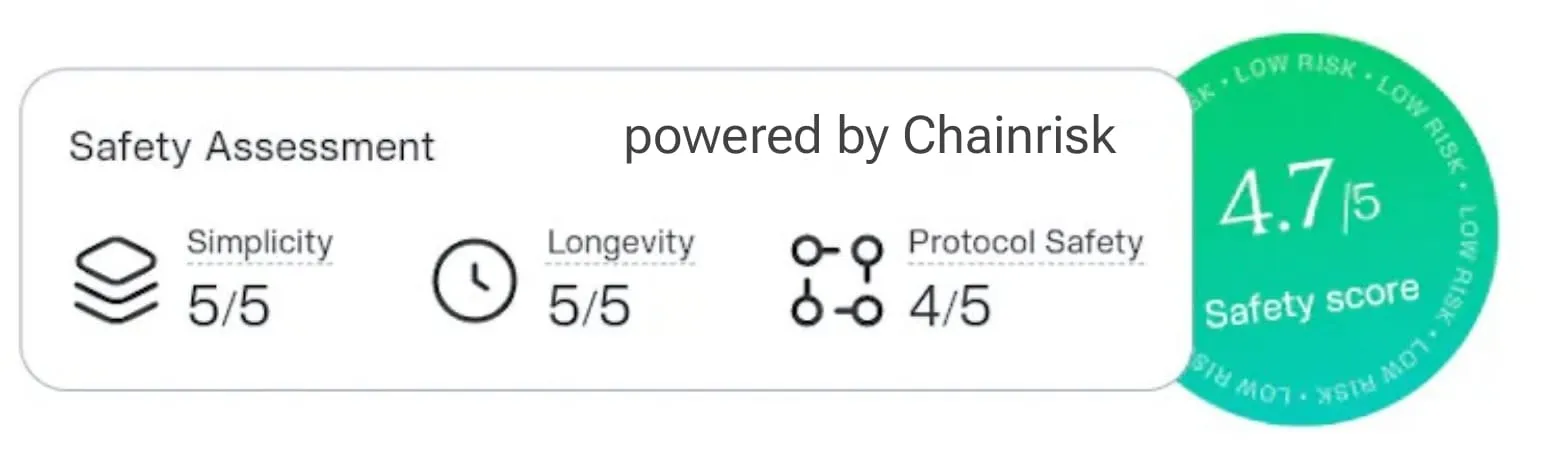 Safety Assessment
powered by Chainrisk
Simplicity
5/5
Longevity
5/5
Protocol Safety
4/5
4.7/5
Safety score
SK • LOW RISK • LOW RISK • LOW RISK • LOW RISK • LOW RIS